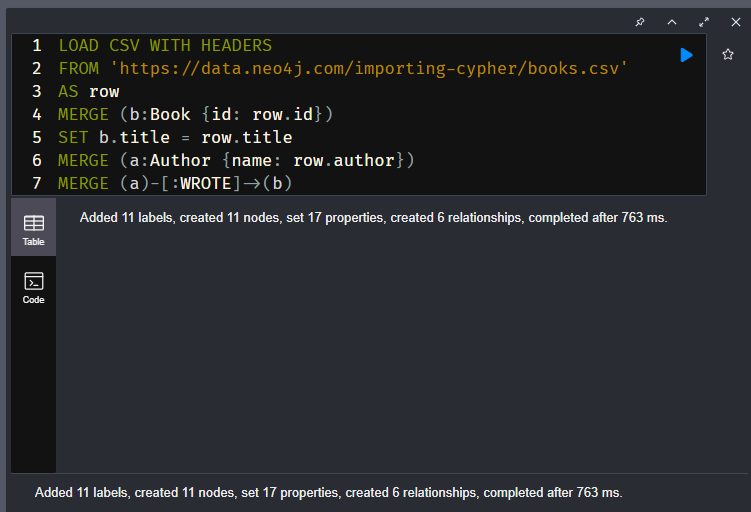 1 LOAD CSV WITH HEADERS
2 FROM 'https://data.neo4j.com/importing-cypher/books.csv'
3 AS row
4 MERGE (b:Book {id: row.id})
5 SET b.title = row.title
6 MERGE (a:Author {name: row.author})
7 MERGE (a)-[:WROTE]->(b)
Table
Added 11 labels, created 11 nodes, set 17 properties, created 6 relationships, completed after 763 ms.
Code
Added 11 labels, created 11 nodes, set 17 properties, created 6 relationships, completed after 763 ms.